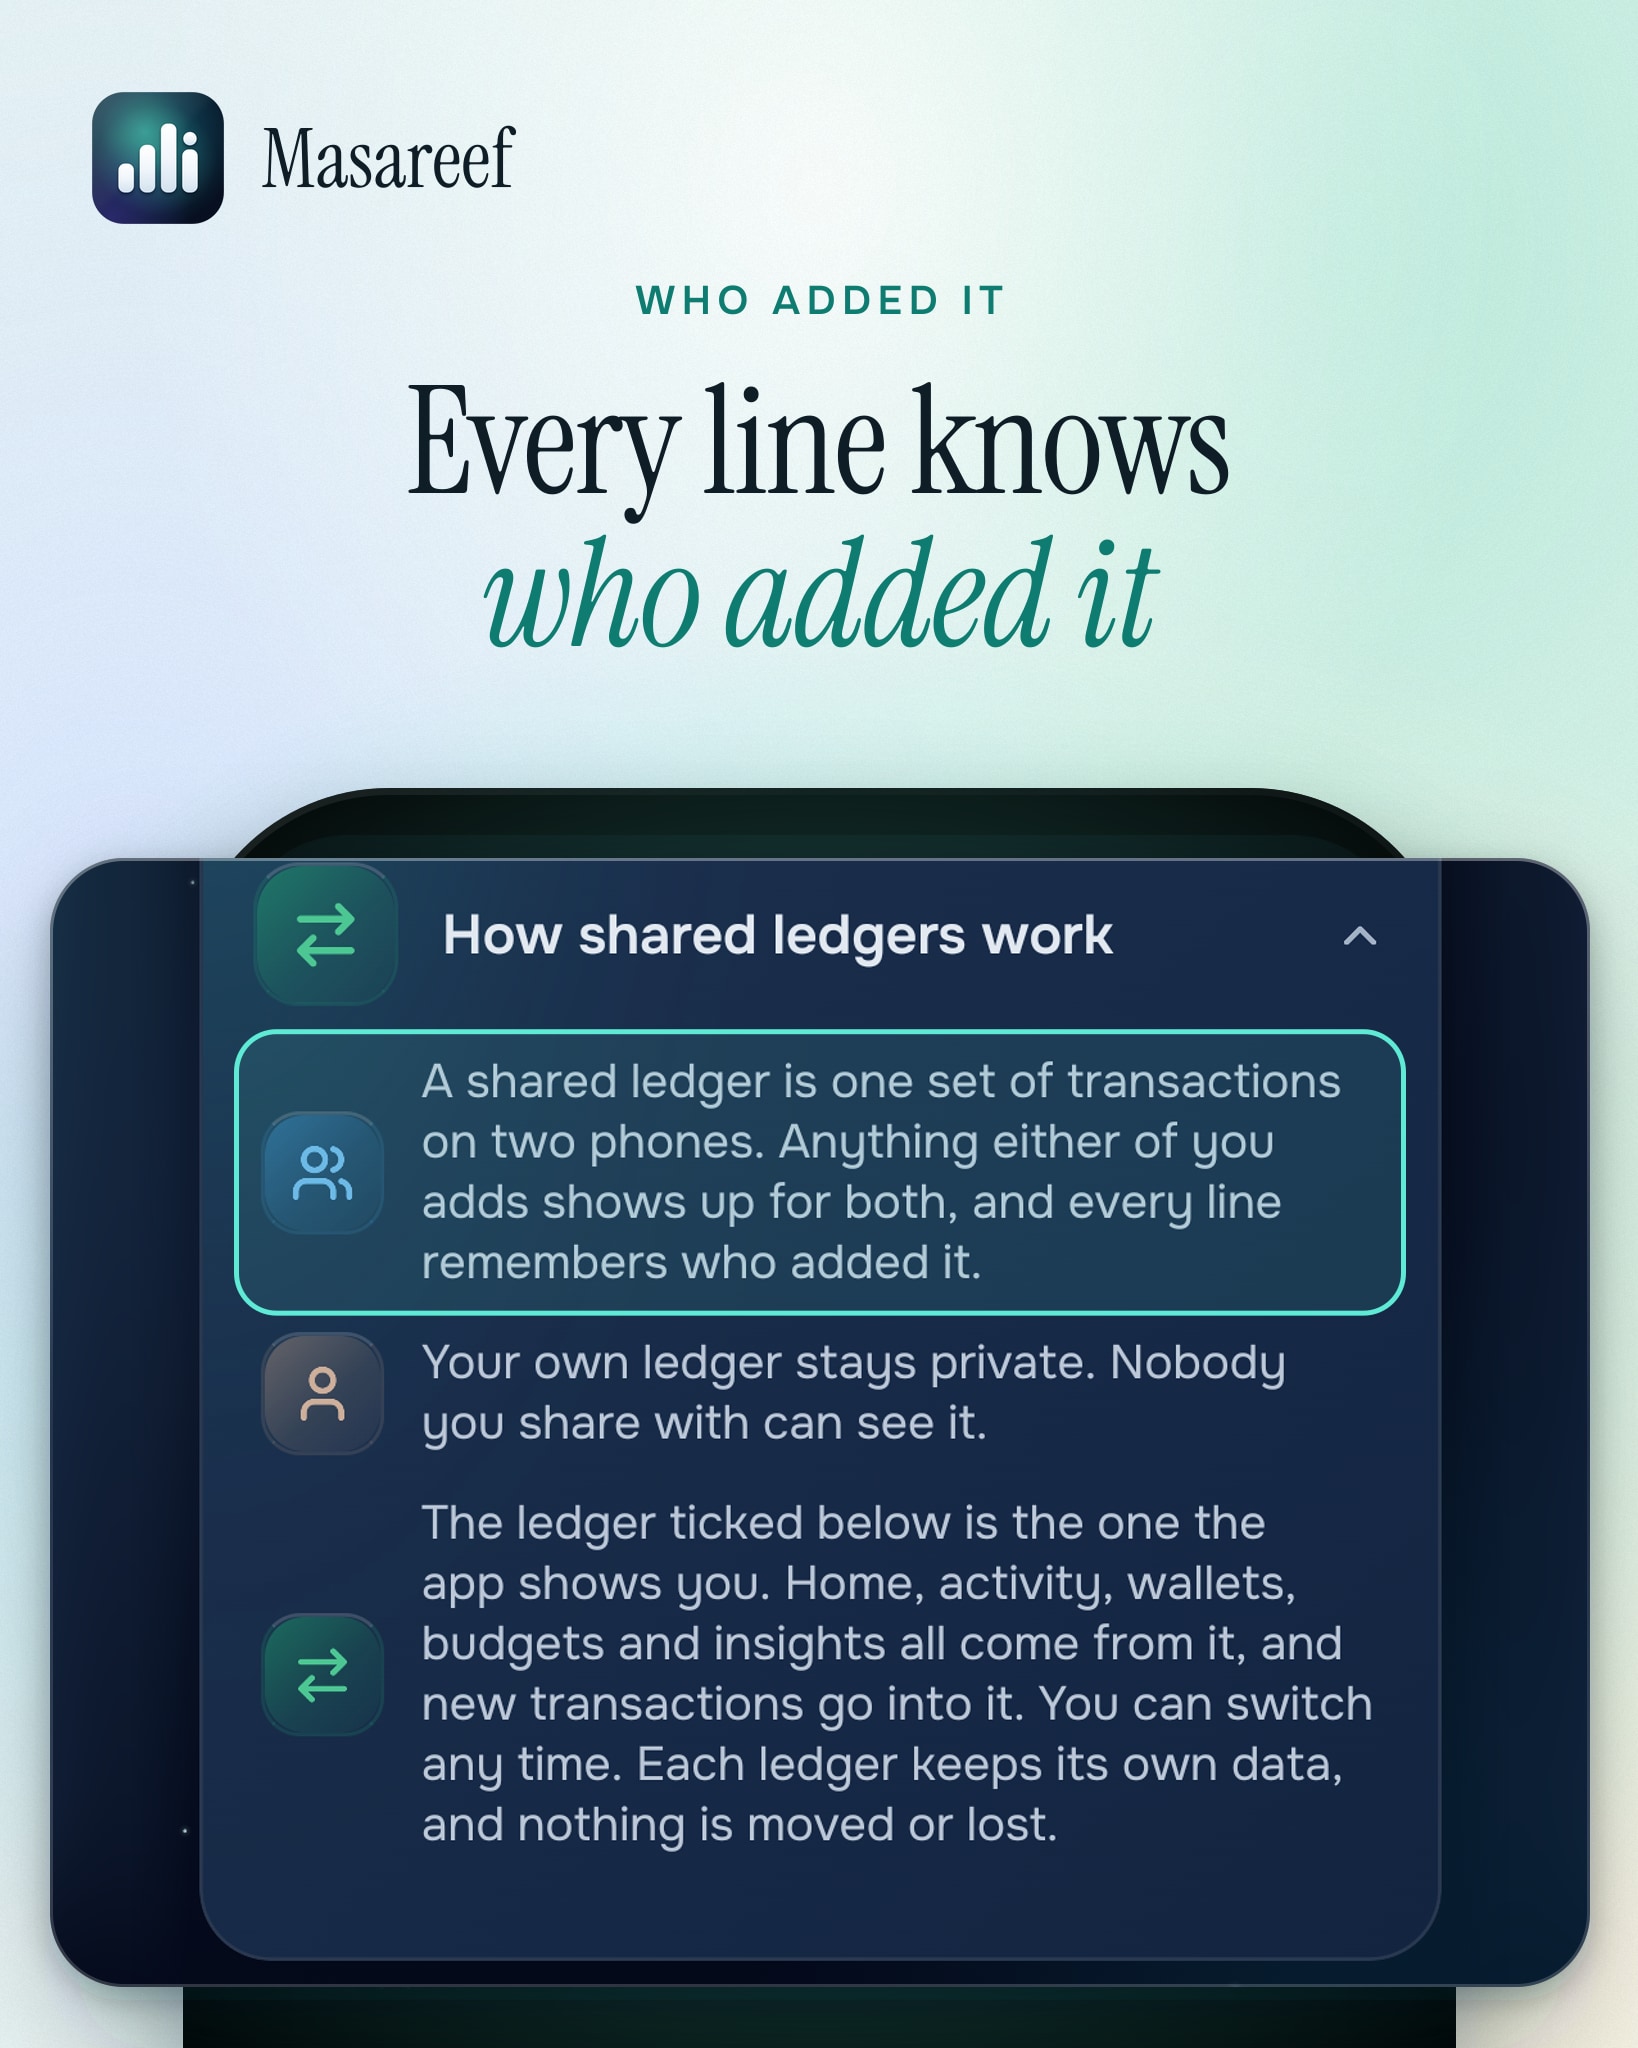 Masareef
WHO ADDED IT
Every line knows
who added it
How shared ledgers work
A shared ledger is one set of transactions
on two phones. Anything either of you
adds shows up for both, and every line
remembers who added it.
Your own ledger stays private. Nobody
you share with can see it.
The ledger ticked below is the one the
app shows you. Home, activity, wallets,
budgets and insights all come from it, and
new transactions go into it. You can switch
any time. Each ledger keeps its own data,
and nothing is moved or lost.